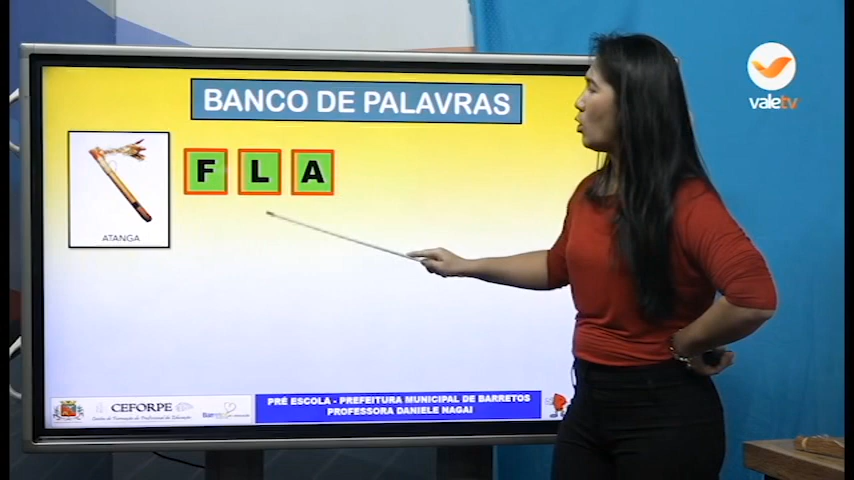 valetv
BANCO DE PALAVRAS
F L A
ATANGA
CEFORPE
PRÉ ESCOLA - PREFEITURA MUNICIPAL DE BARRETOS
PROFESSORA DANIELE NAGAI